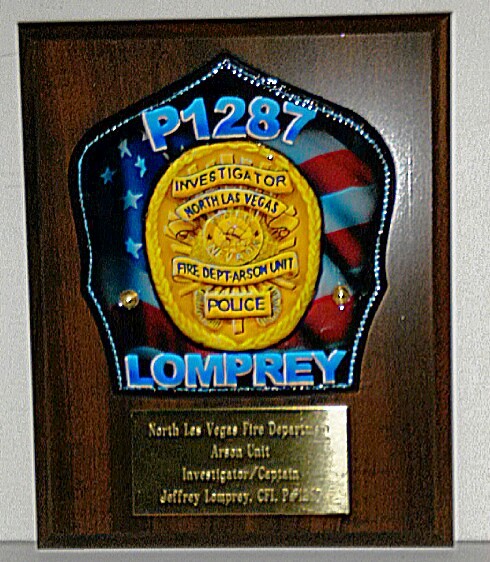 P1287
INVESTIGATOR
NORTH LAS VEGAS
NEVADA
FIRE DEPT-ARSON UNIT
POLICE
LOMPREY
North Las Vegas Fire Department
Arson Unit
Investigator/Captain
Jeffrey Lomprey, CFI,